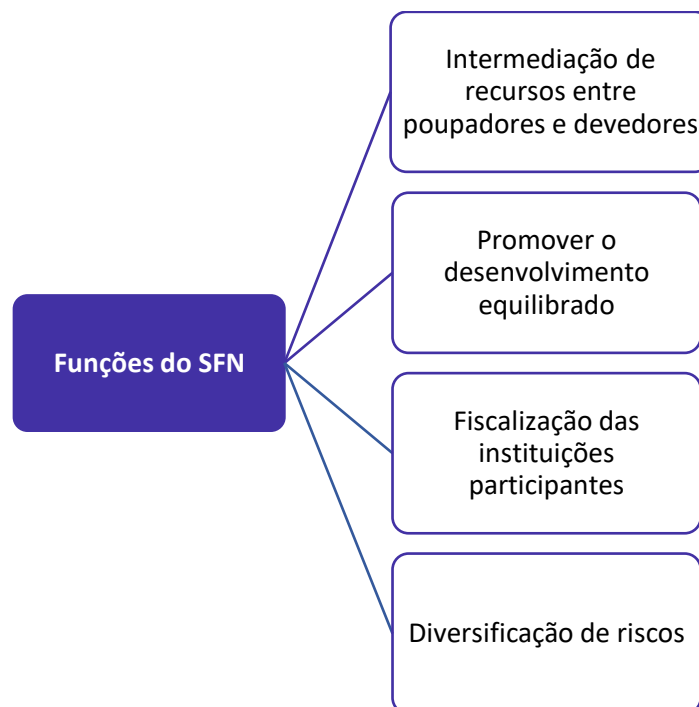 Intermediação de
recursos entre
poupadores e devedores
Promover o
desenvolvimento
equilibrado
Funções do SFN
Fiscalização das
instituições
participantes
Diversificação de riscos